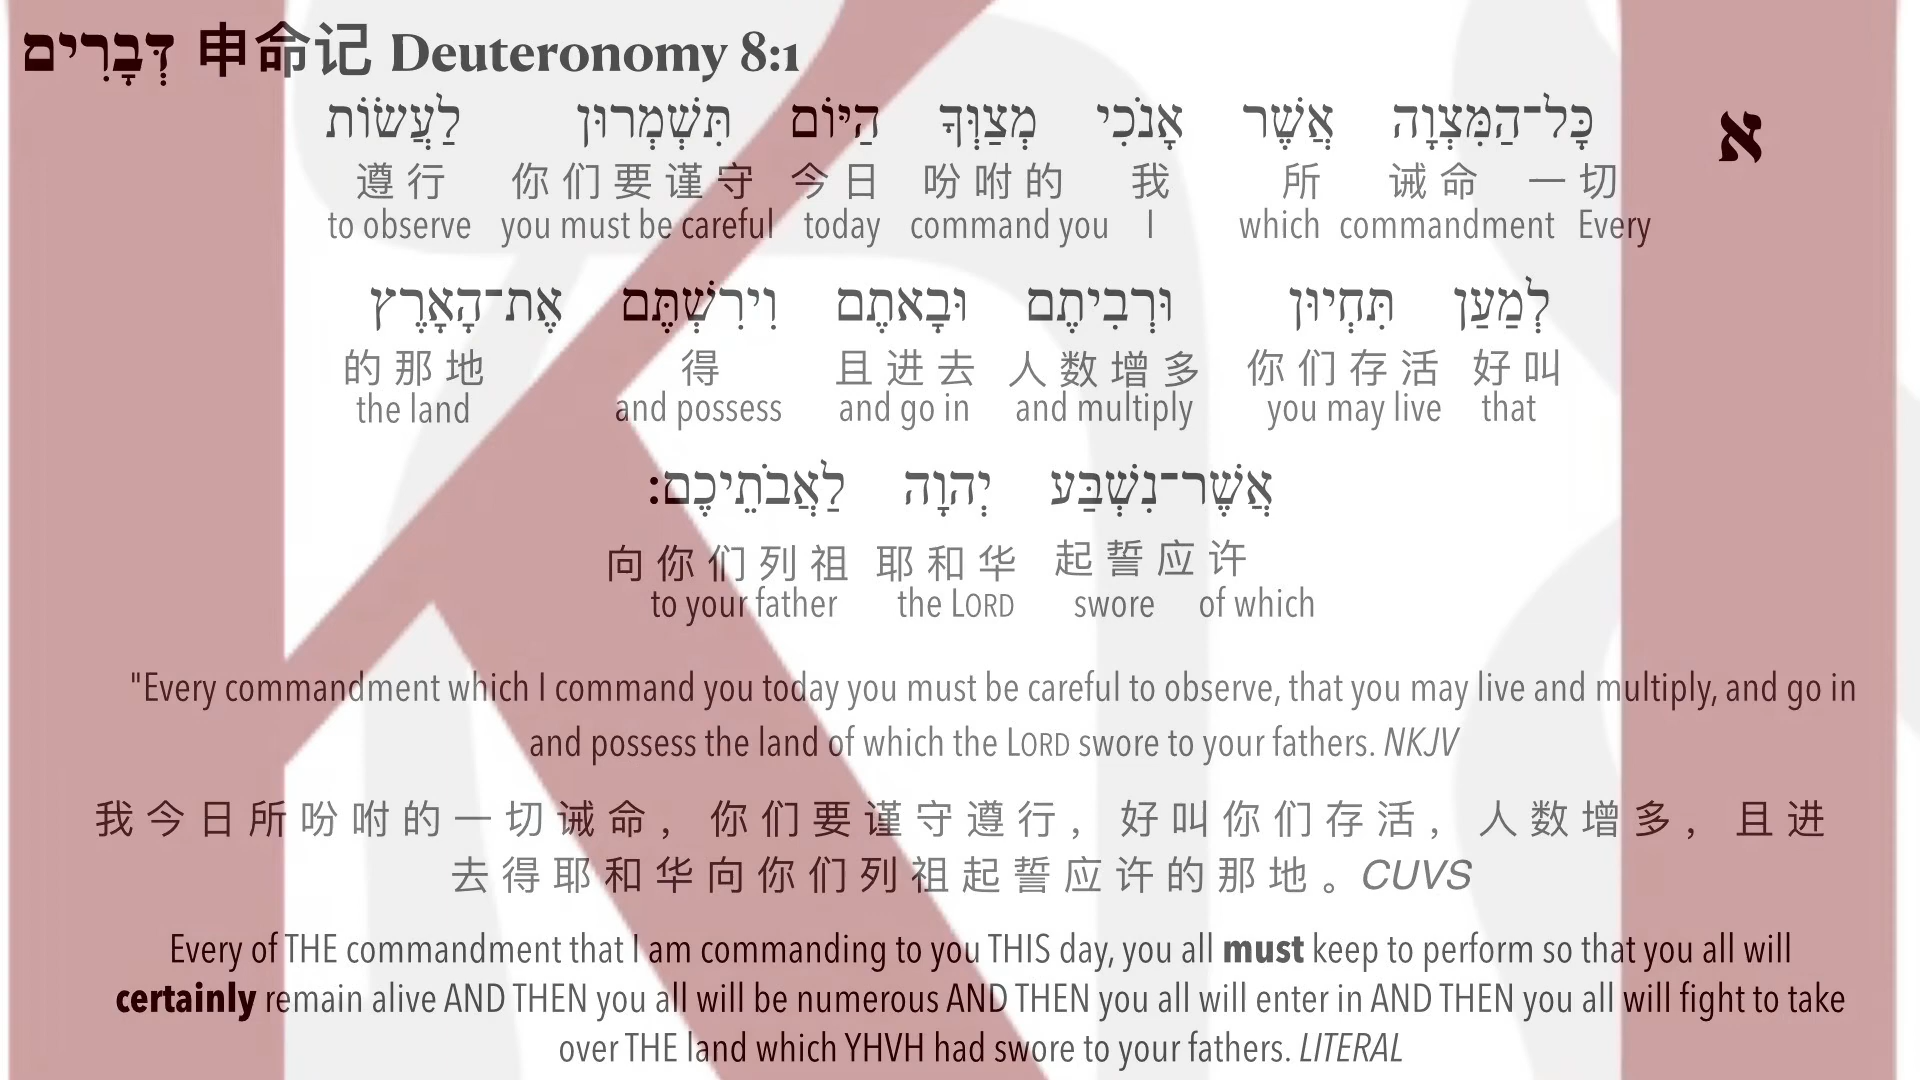 דְּבָרִים 申命记 Deuteronomy 8:1
א
כָּל־הַמִּצְוָה אֲשֶׁר אָנֹכִי מְצַוְּךָ הַיּוֹם תִּשְׁמְרוּן לַעֲשׂוֹת
遵行 你们要谨守 今日 吩咐的 我 所 诫命 一切
to observe you must be careful today command you I which commandment Every
לְמַעַן תִּחְיוּן וּרְבִיתֶם וּבָאתֶם וִירִשְׁתֶּם אֶת־הָאָרֶץ
的那地 得 且进去 人数增多 你们存活 好叫
the land and possess and go in and multiply you may live that
אֲשֶׁר־נִשְׁבַּע יְהוָה לַאֲבֹתֵיכֶם׃
向你们列祖 耶和华 起誓应许
to your father the LORD swore of which
"Every commandment which I command you today you must be careful to observe, that you may live and multiply, and go in
and possess the land of which the LORD swore to your fathers. NKJV
我今日所吩咐的一切诫命，你们要谨守遵行，好叫你们存活，人数增多，且进
去得耶和华向你们列祖起誓应许的那地。CUVS
Every of THE commandment that I am commanding to you THIS day, you all must keep to perform so that you all will
certainly remain alive AND THEN you all will be numerous AND THEN you all will enter in AND THEN you all will fight to take
over THE land which YHVH had swore to your fathers. LITERAL